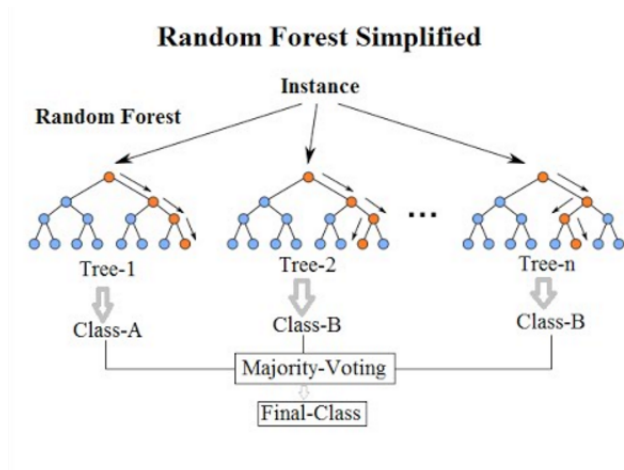 Random Forest Simplified
Instance
Random Forest
...
Tree-1 Tree-2 Tree-n
Class-A Class-B Class-B
Majority-Voting
Final-Class